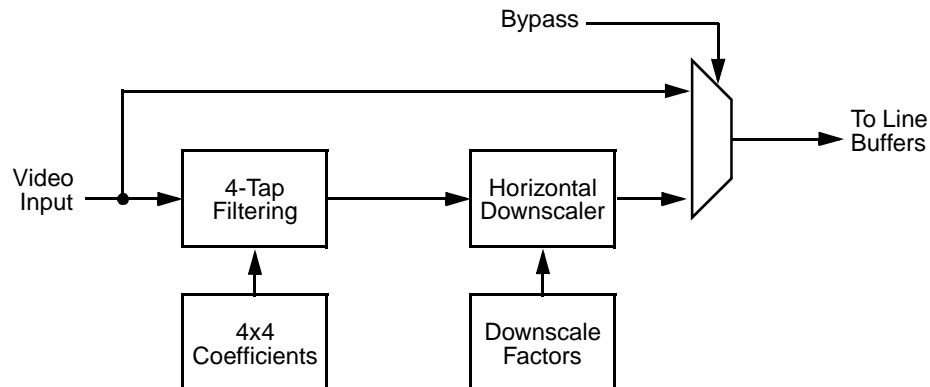 Bypass
To Line
Buffers
Video
Input
4-Tap
Filtering
Horizontal
Downscaler
4x4
Coefficients
Downscale
Factors